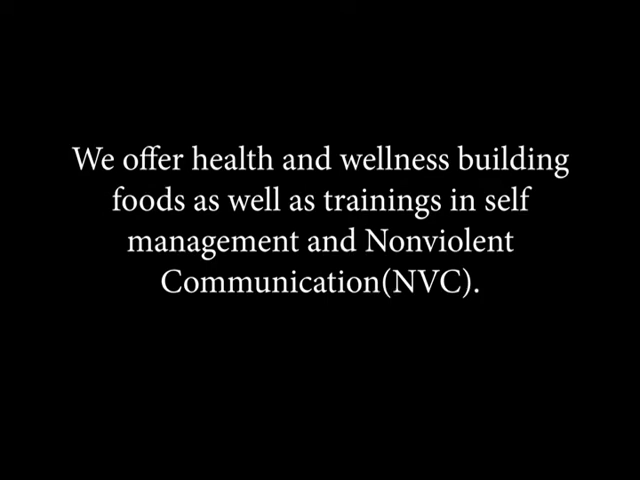 We offer health and wellness building
foods as well as trainings in self
management and Nonviolent
Communication(NVC).